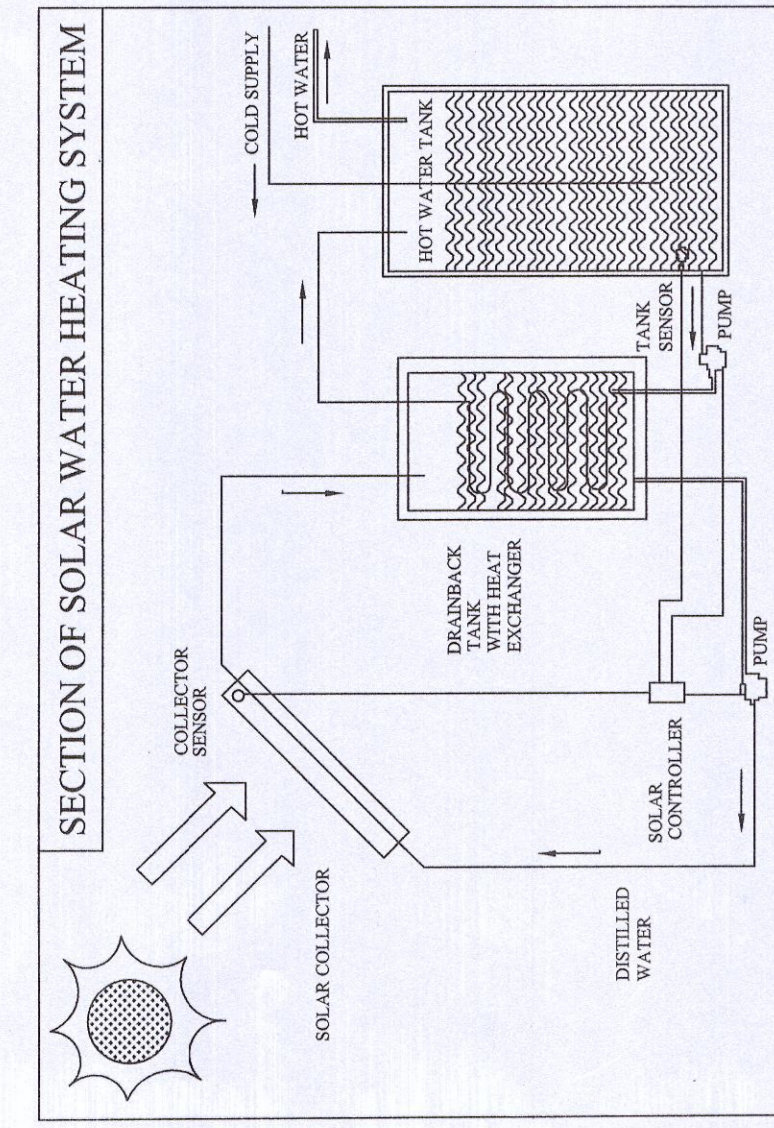 SECTION OF SOLAR WATER HEATING SYSTEM
COLD SUPPLY
HOT WATER
COLLECTOR
SENSOR
HOT WATER TANK
SOLAR COLLECTOR
DRAINBACK
TANK
WITH HEAT
EXCHANGER
TANK
SENSOR
PUMP
SOLAR
CONTROLLER
DISTILLED
WATER
PUMP